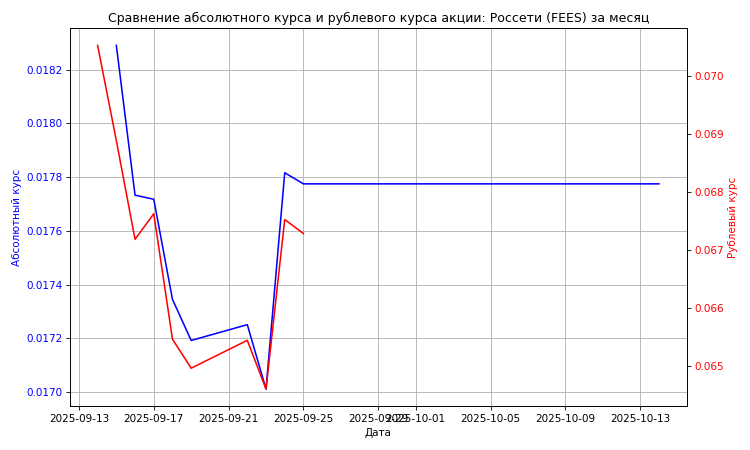 Сравнение абсолютного курса и рублевого курса акции: Россети (FEES) за месяц
0.0182
0.0180
0.0178
0.0176
0.0174
0.0172
0.0170
Абсолютный курс
0.070
0.069
0.068
0.067
0.066
0.065
Рублевый курс
2025-09-13 2025-09-17 2025-09-21 2025-09-25 2025-09-29 2025-10-01 2025-10-05 2025-10-09 2025-10-13
Дата